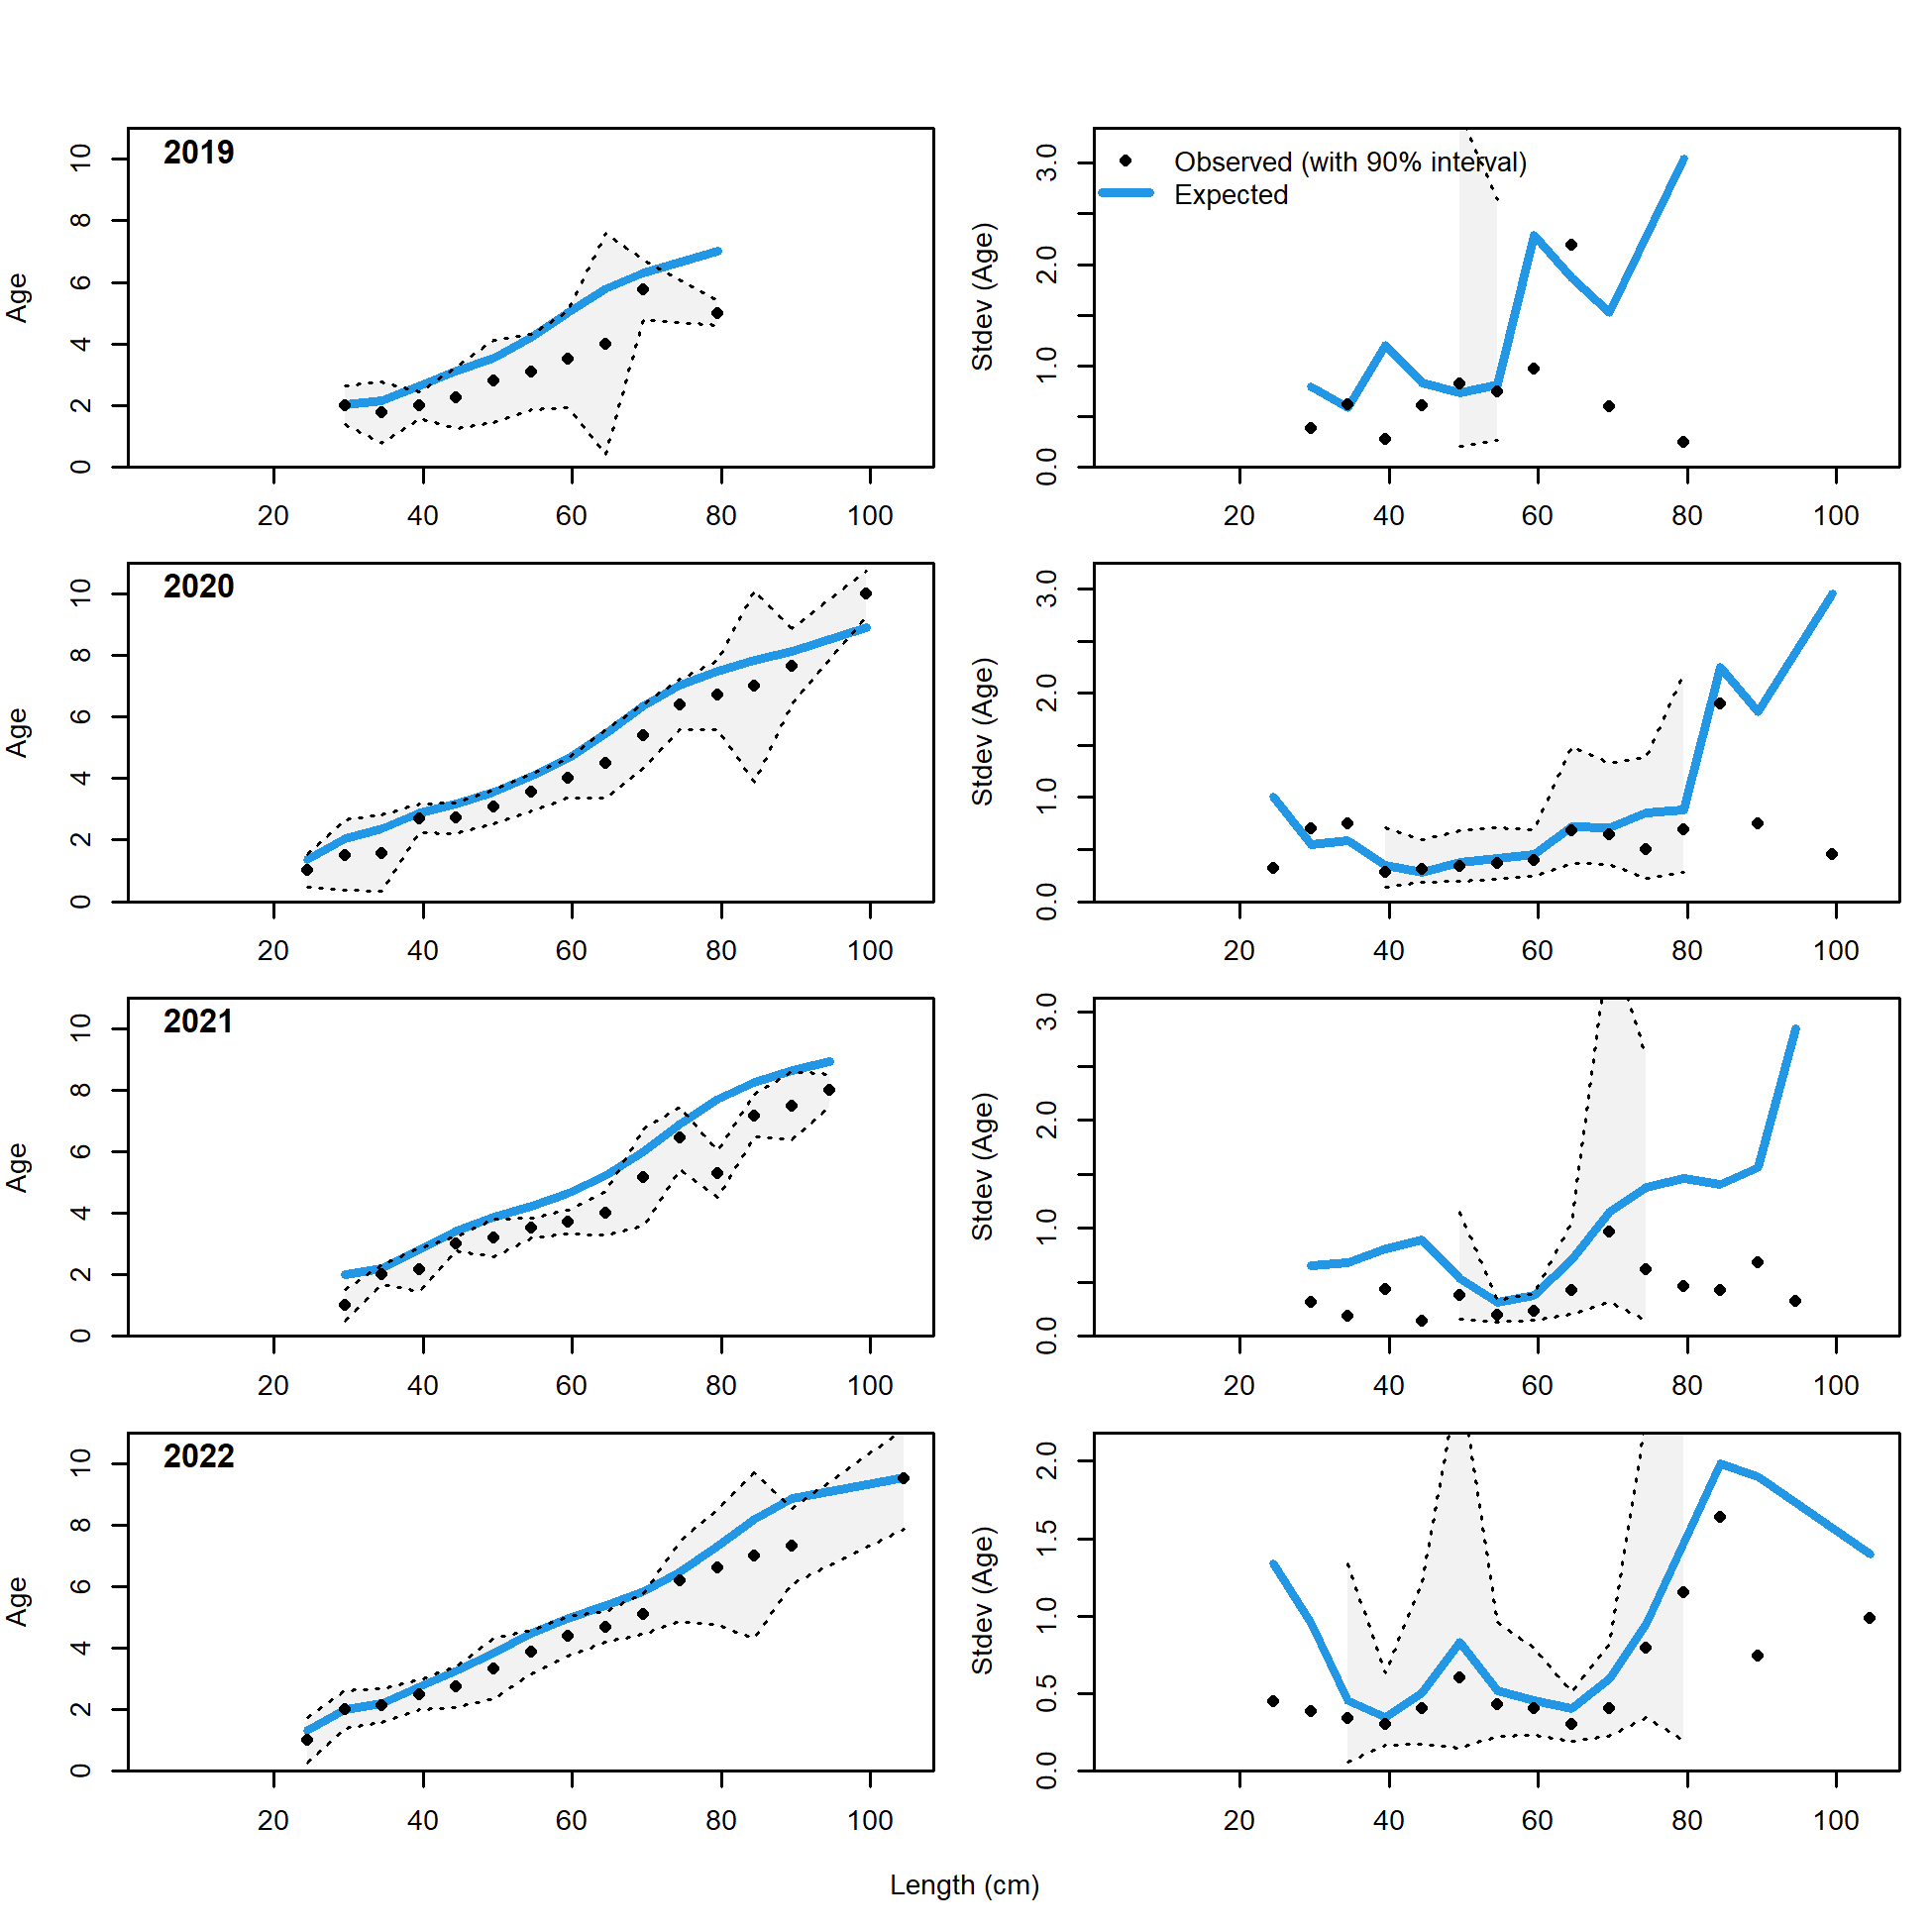 2019
Age
0 2 4 6 8 10
20 40 60 80 100
Observed (with 90% interval)
Expected
Stdev (Age)
0.0 1.0 2.0 3.0
20 40 60 80 100
2020
Age
0 2 4 6 8 10
20 40 60 80 100
Stdev (Age)
0.0 1.0 2.0 3.0
20 40 60 80 100
2021
Age
0 2 4 6 8 10
20 40 60 80 100
Stdev (Age)
0.0 1.0 2.0 3.0
20 40 60 80 100
2022
Age
0 2 4 6 8 10
20 40 60 80 100
Stdev (Age)
0.0 0.5 1.0 1.5 2.0
20 40 60 80 100
Length (cm)